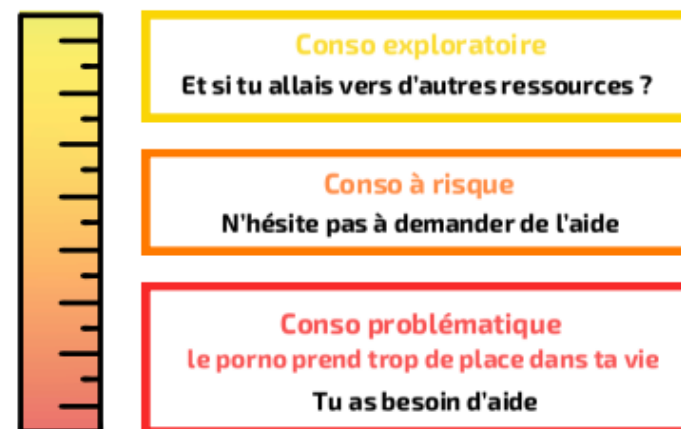 Conso exploratoire
Et si tu allais vers d'autres ressources ?
Conso à risque
N'hésite pas à demander de l'aide
Conso problématique
le porno prend trop de place dans ta vie
Tu as besoin d'aide